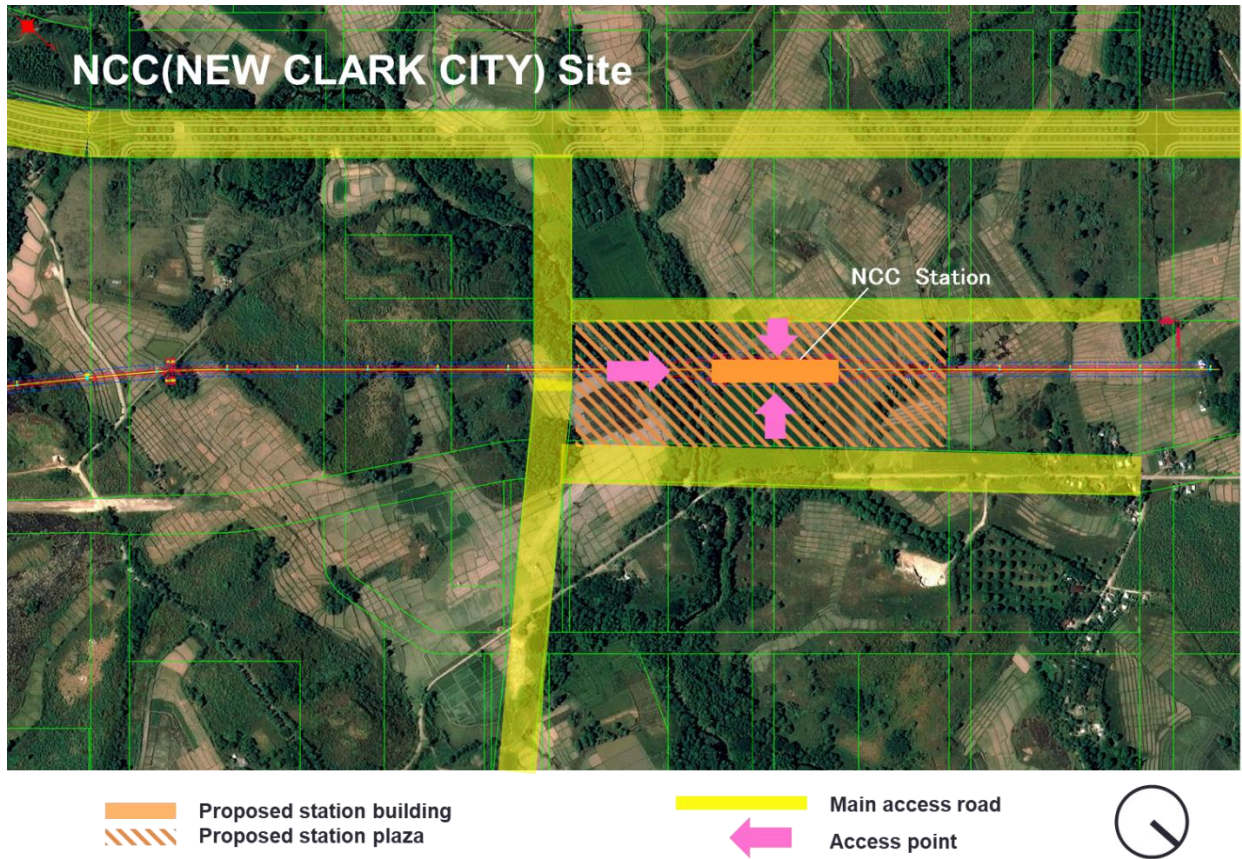 NCC(NEW CLARK CITY) Site
NCC Station
Proposed station building
Proposed station plaza
Main access road
Access point